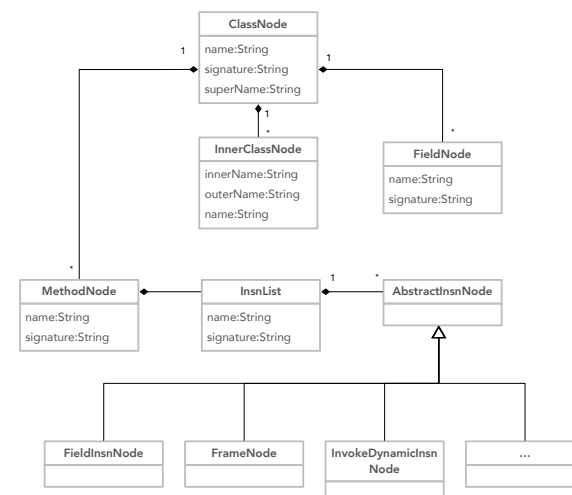 ClassNode
name:String
signature:String
superName:String
1
1
1
*
InnerClassNode
innerName:String
outerName:String
name:String
*
FieldNode
name:String
signature:String
*
MethodNode
name:String
signature:String
InsnList
name:String
signature:String
1
*
AbstractInsnNode
FieldInsnNode
FrameNode
InvokeDynamicInsn
Node
...